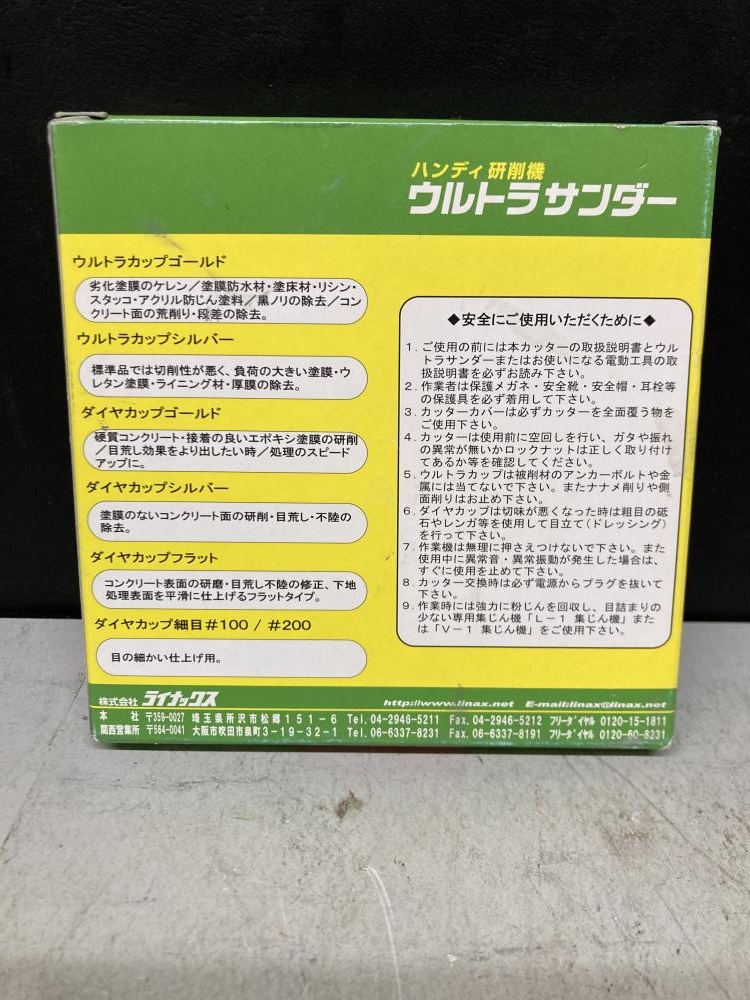 ハンディ研削機
ウルトラサンダー
ウルトラカップゴールド
劣化塗膜のケレン／塗膜防水材・塗床材・リシン・
スタッコ・アクリル防じん塗料／黒ノリの除去／コン
クリート面の荒削り・段差の除去。
ウルトラカップシルバー
標準品では切削性が悪く、負荷の大きい塗膜・ウ
レタン塗膜・ライニング材・厚膜の除去。
ダイヤカップゴールド
硬質コンクリート・接着の良いエポキシ塗膜の研削
／目荒し効果をより出したい時／処理のスピード
アップに。
ダイヤカップシルバー
塗膜のないコンクリート面の研削・目荒し・不陸の
除去。
ダイヤカップフラット
コンクリート表面の研磨・目荒し不陸の修正、下地
処理表面を平滑に仕上げるフラットタイプ。
ダイヤカップ細目＃100 / ＃200
目の細かい仕上げ用。
◆安全にご使用いただくために◆
1．ご使用の前には本カッターの取扱説明書とウル
トラサンダーまたはお使いになる電動工具の取
扱説明書を必ずお読み下さい。
2．作業者は保護メガネ・安全靴・安全帽・耳栓等
の保護具を必ず着用して下さい。
3．カッターカバーは必ずカッターを全面覆う物を
ご使用下さい。
4．カッターは使用前に空回しを行い、ガタや振れ
の異常が無いかロックナットは正しく取り付け
てあるか等を確認してください。
5．ウルトラカップは被削材のアンカーボルトや金
属には当てないで下さい。またナナメ削りや側
面削りはお止め下さい。
6．ダイヤカップは切味が悪くなった時は粗目の砥
石やレンガ等を使用して目立て（ドレッシング）
を行って下さい。
7．作業機は無理に押さえつけないで下さい。また
使用中に異常音・異常振動が発生した場合は、
すぐに使用を止めて下さい。
8．カッター交換時は必ず電源からプラグを抜いて
下さい。
9．作業時には強力に粉じんを回収し、目詰まりの
少ない専用集じん機「L－1 集じん機」また
は「V－1 集じん機」をご使用下さい。
株式会社 ライナックス http://www.linax.net E-mail:linax@linax.net
本 社 〒359-0027 埼玉県所沢市松郷151－6 Tel.04-2946-5211 Fax.04-2946-5212 フリーダイヤル 0120-15-1811
関西営業所 〒564-0041 大阪府吹田市泉町3－19－32－1 Tel.06-6337-8231 Fax.06-6337-8191 フリーダイヤル 0120-60-8231